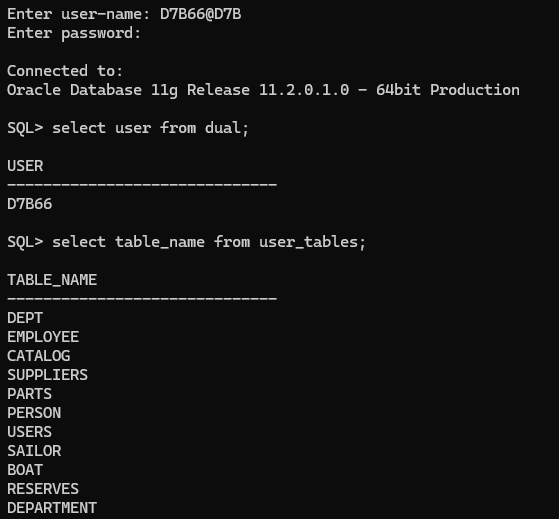 Enter user-name: D7B66@D7B
Enter password:
Connected to:
Oracle Database 11g Release 11.2.0.1.0 - 64bit Production
SQL> select user from dual;
USER
------------------------------
D7B66
SQL> select table_name from user_tables;
TABLE_NAME
------------------------------
DEPT
EMPLOYEE
CATALOG
SUPPLIERS
PARTS
PERSON
USERS
SAILOR
BOAT
RESERVES
DEPARTMENT